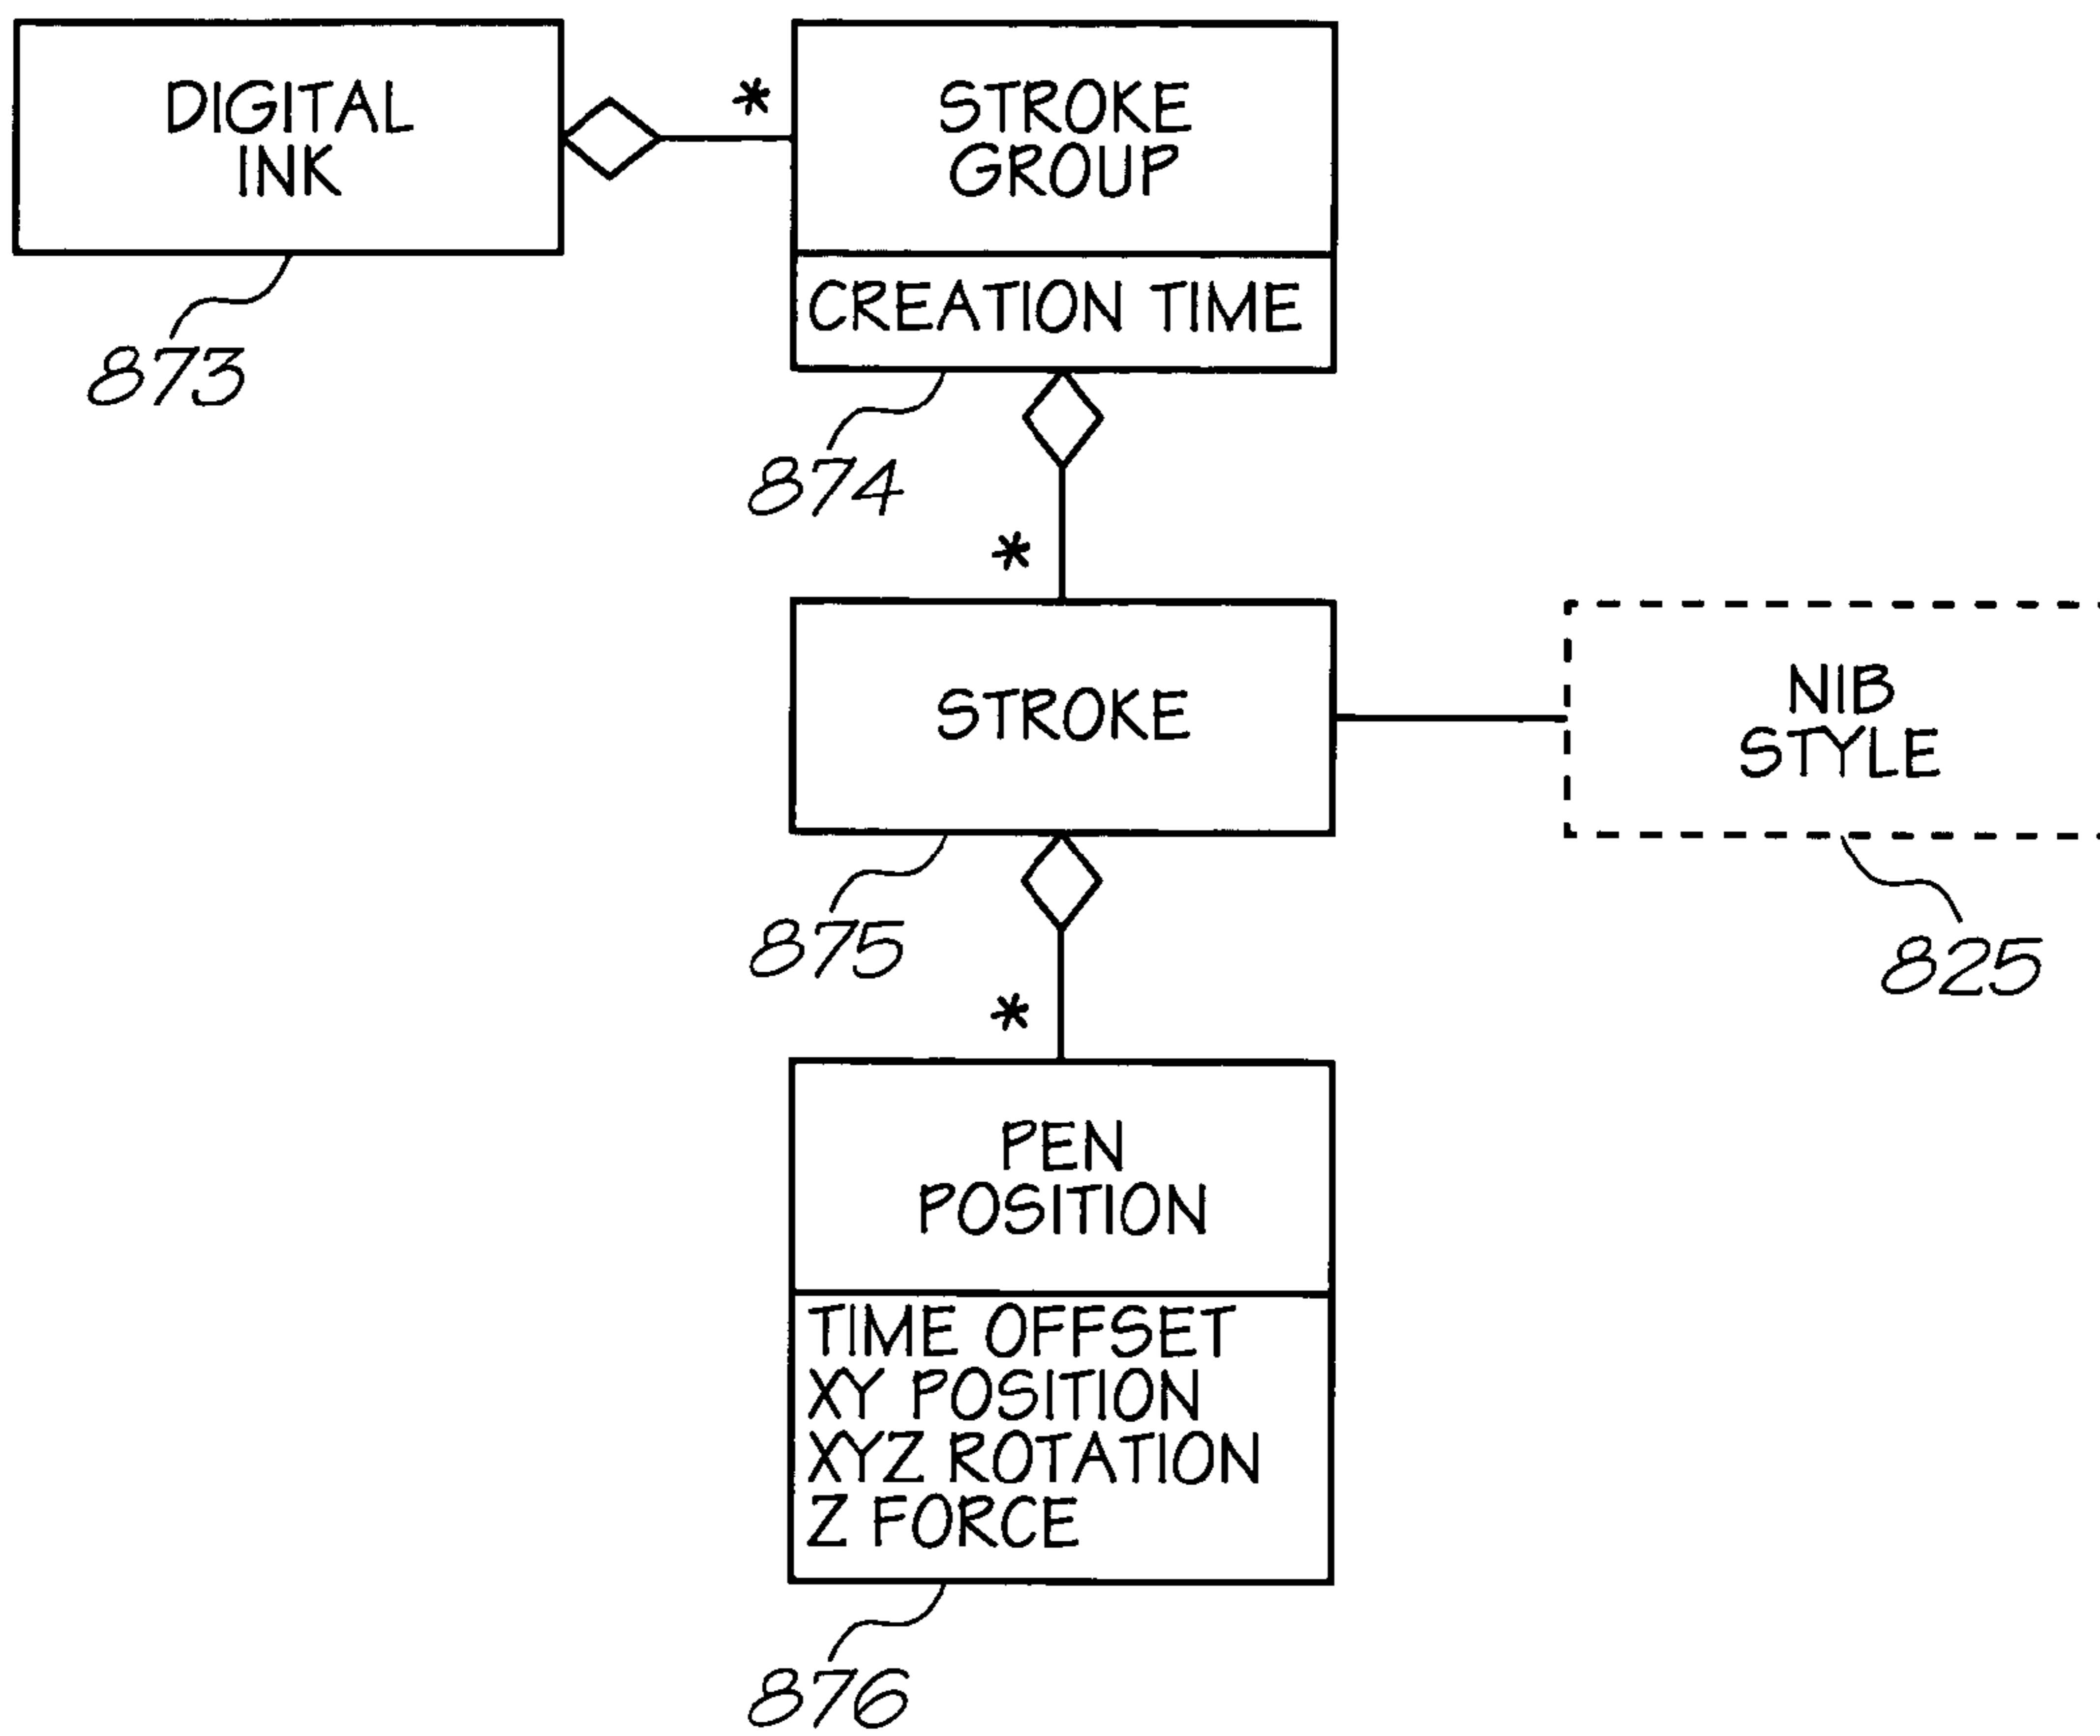 DIGITAL
INK
*
STROKE
GROUP
CREATION TIME
873
874
*
STROKE
NIB
STYLE
875
825
*
PEN
POSITION
TIME OFFSET
XY POSITION
XYZ ROTATION
Z FORCE
876